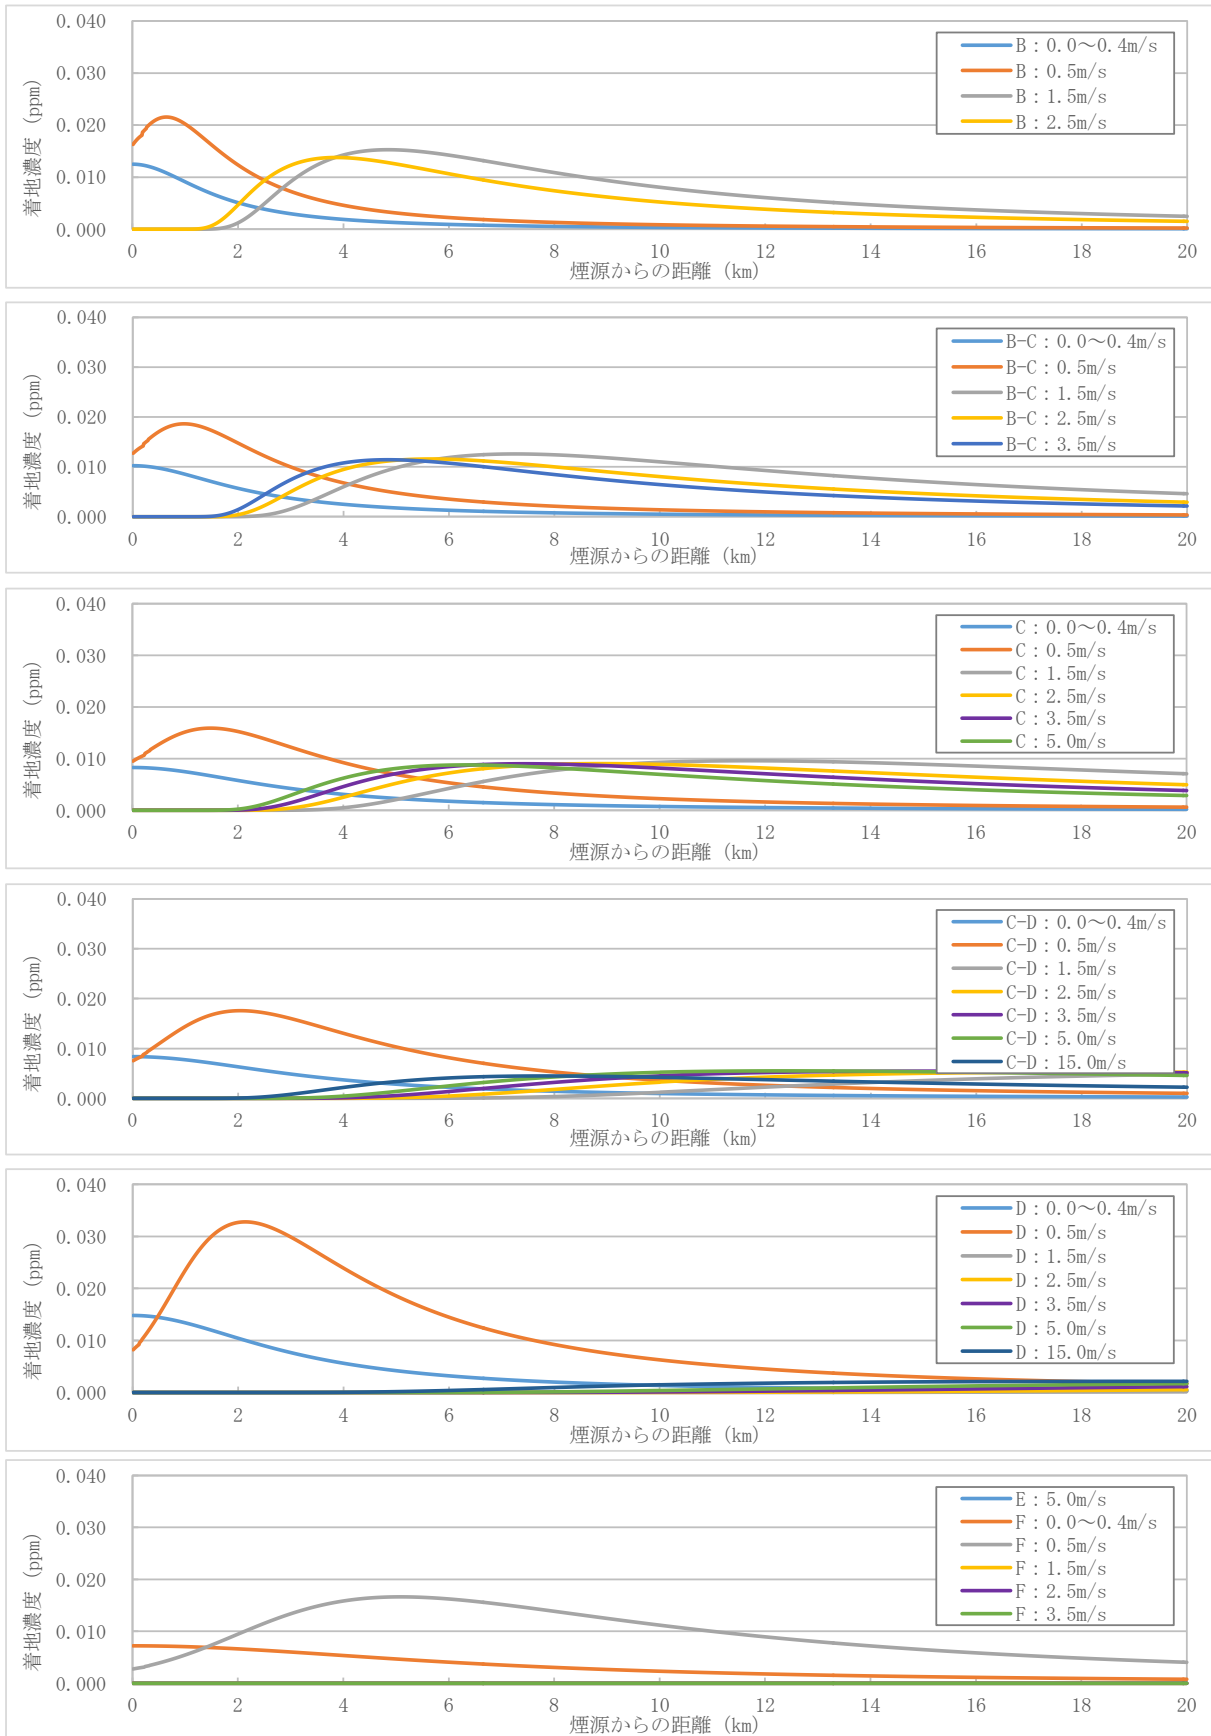 0.040
0.030
0.020
0.010
0.000
着地濃度 (ppm)
B：0.0～0.4m/s
B：0.5m/s
B：1.5m/s
B：2.5m/s
0 2 4 6 8 10 12 14 16 18 20
煙源からの距離 (km)
0.040
0.030
0.020
0.010
0.000
着地濃度 (ppm)
B-C：0.0～0.4m/s
B-C：0.5m/s
B-C：1.5m/s
B-C：2.5m/s
B-C：3.5m/s
0 2 4 6 8 10 12 14 16 18 20
煙源からの距離 (km)
0.040
0.030
0.020
0.010
0.000
着地濃度 (ppm)
C：0.0～0.4m/s
C：0.5m/s
C：1.5m/s
C：2.5m/s
C：3.5m/s
C：5.0m/s
0 2 4 6 8 10 12 14 16 18 20
煙源からの距離 (km)
0.040
0.030
0.020
0.010
0.000
着地濃度 (ppm)
C-D：0.0～0.4m/s
C-D：0.5m/s
C-D：1.5m/s
C-D：2.5m/s
C-D：3.5m/s
C-D：5.0m/s
C-D：15.0m/s
0 2 4 6 8 10 12 14 16 18 20
煙源からの距離 (km)
0.040
0.030
0.020
0.010
0.000
着地濃度 (ppm)
D：0.0～0.4m/s
D：0.5m/s
D：1.5m/s
D：2.5m/s
D：3.5m/s
D：5.0m/s
D：15.0m/s
0 2 4 6 8 10 12 14 16 18 20
煙源からの距離 (km)
0.040
0.030
0.020
0.010
0.000
着地濃度 (ppm)
E：5.0m/s
F：0.0～0.4m/s
F：0.5m/s
F：1.5m/s
F：2.5m/s
F：3.5m/s
0 2 4 6 8 10 12 14 16 18 20
煙源からの距離 (km)